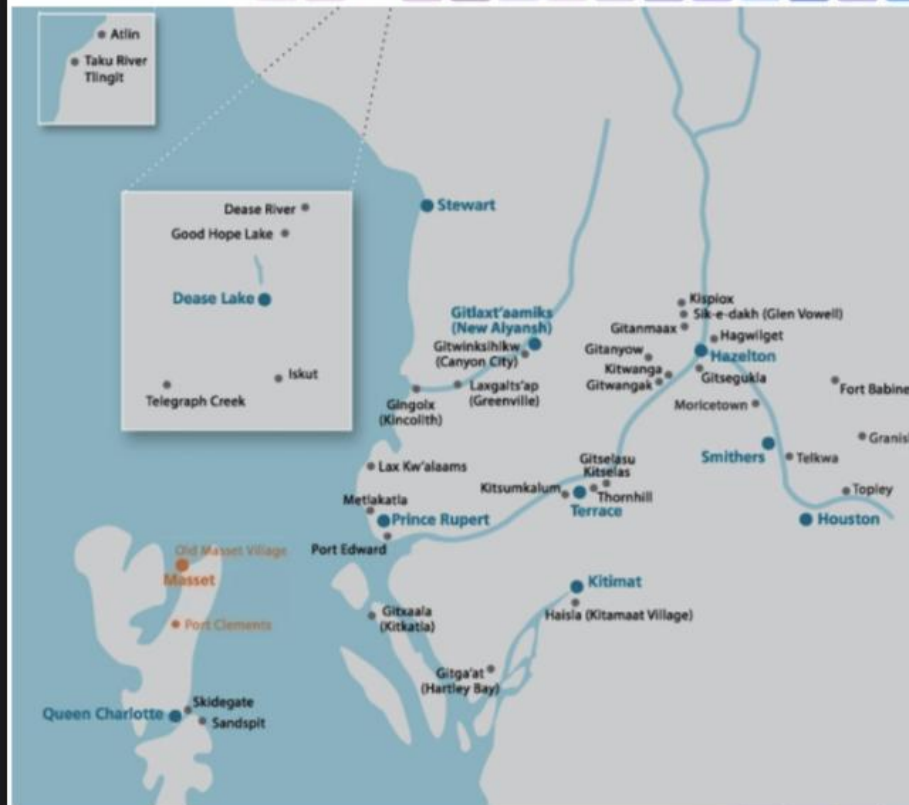 Atlin
Taku River
Tlingit
Dease River
Good Hope Lake
Dease Lake
Iskut
Telegraph Creek
Stewart
Gitlaxt'aamiks
(New Aiyansh)
Gitwinksihlkw
(Canyon City)
Laxgalts'ap
(Greenville)
Gingolx
(Kincolith)
Kispiox
Sik-e-dakh (Glen Vowell)
Gitanmaax
Hagwilget
Gitanyow
Hazelton
Kitwanga
Gitsegukla
Gitwangak
Fort Babine
Moricetown
Granisl
Smithers
Telkwa
Topley
Houston
Lax Kw'alaams
Gitselasu
Kitselas
Kitsumkalum
Thornhill
Terrace
Metlakatla
Prince Rupert
Port Edward
Old Masset Village
Masset
Port Clements
Kitimat
Haisla (Kitamaat Village)
Gitxaala
(Kitkatla)
Gitga'at
(Hartley Bay)
Skidegate
Queen Charlotte
Sandspit